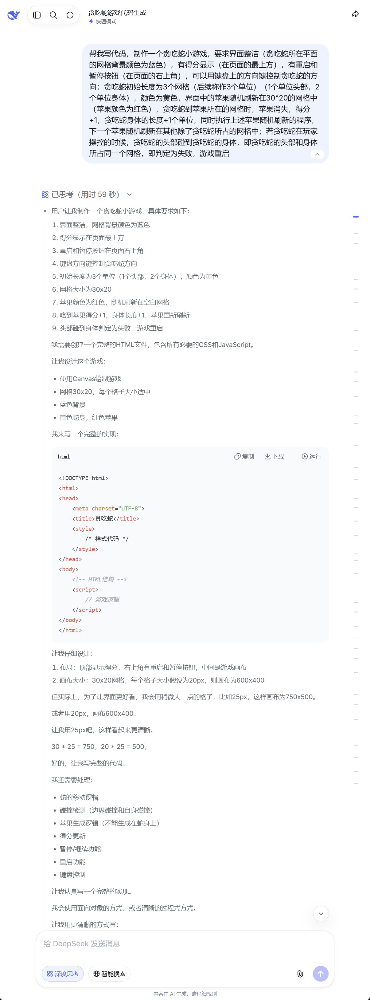 贪吃蛇游戏代码生成
快速模式
帮我写代码，制作一个贪吃蛇小游戏，要求界面整洁（贪吃蛇所在平面
的网格背景颜色为蓝色），有得分显示（在页面的最上方），有重启和
暂停按钮（在页面的右上角），可以用键盘上的方向键控制贪吃蛇的方
向；贪吃蛇初始长度为3个网格（后续称作3个单位）（1个单位头部，2
个单位身体），颜色为黄色，界面中的苹果随机刷新在30^20的网格中
（苹果颜色为红色），贪吃蛇到苹果所在的网格时，苹果消失，得分
+1，贪吃蛇身体的长度+1个单位，同时执行上述苹果随机刷新的程序，
下一个苹果随机刷新在其他除了贪吃蛇所占的网格中；若贪吃蛇在玩家
操控的时候，贪吃蛇的头部碰到贪吃蛇的身体，即贪吃蛇的头部和身体
所占同一个网格，即判定为失败，游戏重启
已思考（用时 59 秒）
• 用户让我制作一个贪吃蛇小游戏，具体要求如下：
1. 界面整洁，网格背景颜色为蓝色
2. 得分显示在页面最上方
3. 重启和暂停按钮在页面右上角
4. 键盘方向键控制贪吃蛇方向
5. 初始长度为3个单位（1个头部，2个身体），颜色为黄色
6. 网格大小为30x20
7. 苹果颜色为红色，随机刷新在空白网格
8. 吃到苹果得分+1，身体长度+1，苹果重新刷新
9. 头部碰到身体判定为失败，游戏重启
我需要创建一个完整的HTML文件，包含所有必要的CSS和JavaScript。
让我设计这个游戏：
• 使用Canvas绘制游戏
• 网格30x20，每个格子大小适中
• 蓝色背景
• 黄色蛇身，红色苹果
我来写一个完整的实现：
html 复制 下载 运行
<!DOCTYPE html>
<html>
<head>
    <meta charset="UTF-8">
    <title>贪吃蛇</title>
    <style>
        /* 样式代码 */
    </style>
</head>
<body>
    <!-- HTML结构 -->
    <script>
        // 游戏逻辑
    </script>
</body>
</html>
让我仔细设计：
1. 布局：顶部显示得分，右上角有重启和暂停按钮，中间是游戏画布
2. 画布大小：30x20网格，每个格子大小假设为20px，则画布为600x400
但实际上，为了让界面更好看，我会用稍微大一点的格子，比如25px，这样画布为750x500。
或者用20px，画布600x400。
让我用25px吧，这样看起来更清晰。
30 * 25 = 750，20 * 25 = 500。
好的，让我写完整的代码。
我还需要处理：
• 蛇的移动逻辑
• 碰撞检测（边界碰撞和自身碰撞）
• 苹果生成逻辑（不能生成在蛇身上）
• 得分更新
• 暂停/继续功能
• 重启功能
• 键盘控制
让我认真写一个完整的实现。
我会使用面向对象的方式，或者清晰的过程式方式。
让我用更清晰的方式写：
给 DeepSeek 发送消息
深度思考 智能搜索
内容由 AI 生成，请仔细甄别